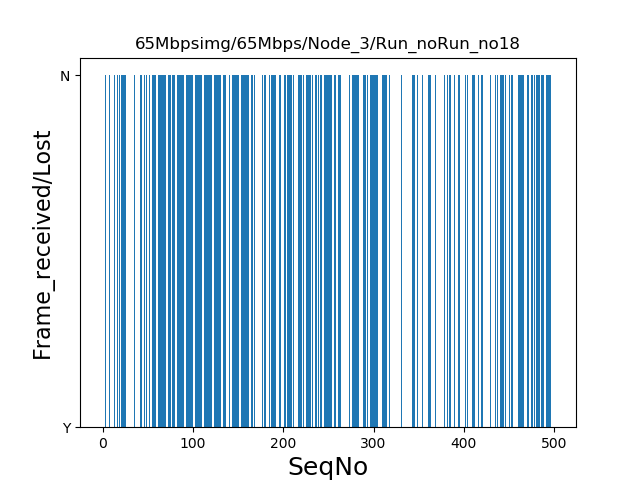 65Mbpsimg/65Mbps/Node_3/Run_noRun_no18
N
Frame_received/Lost
Y
0 100 200 300 400 500
SeqNo